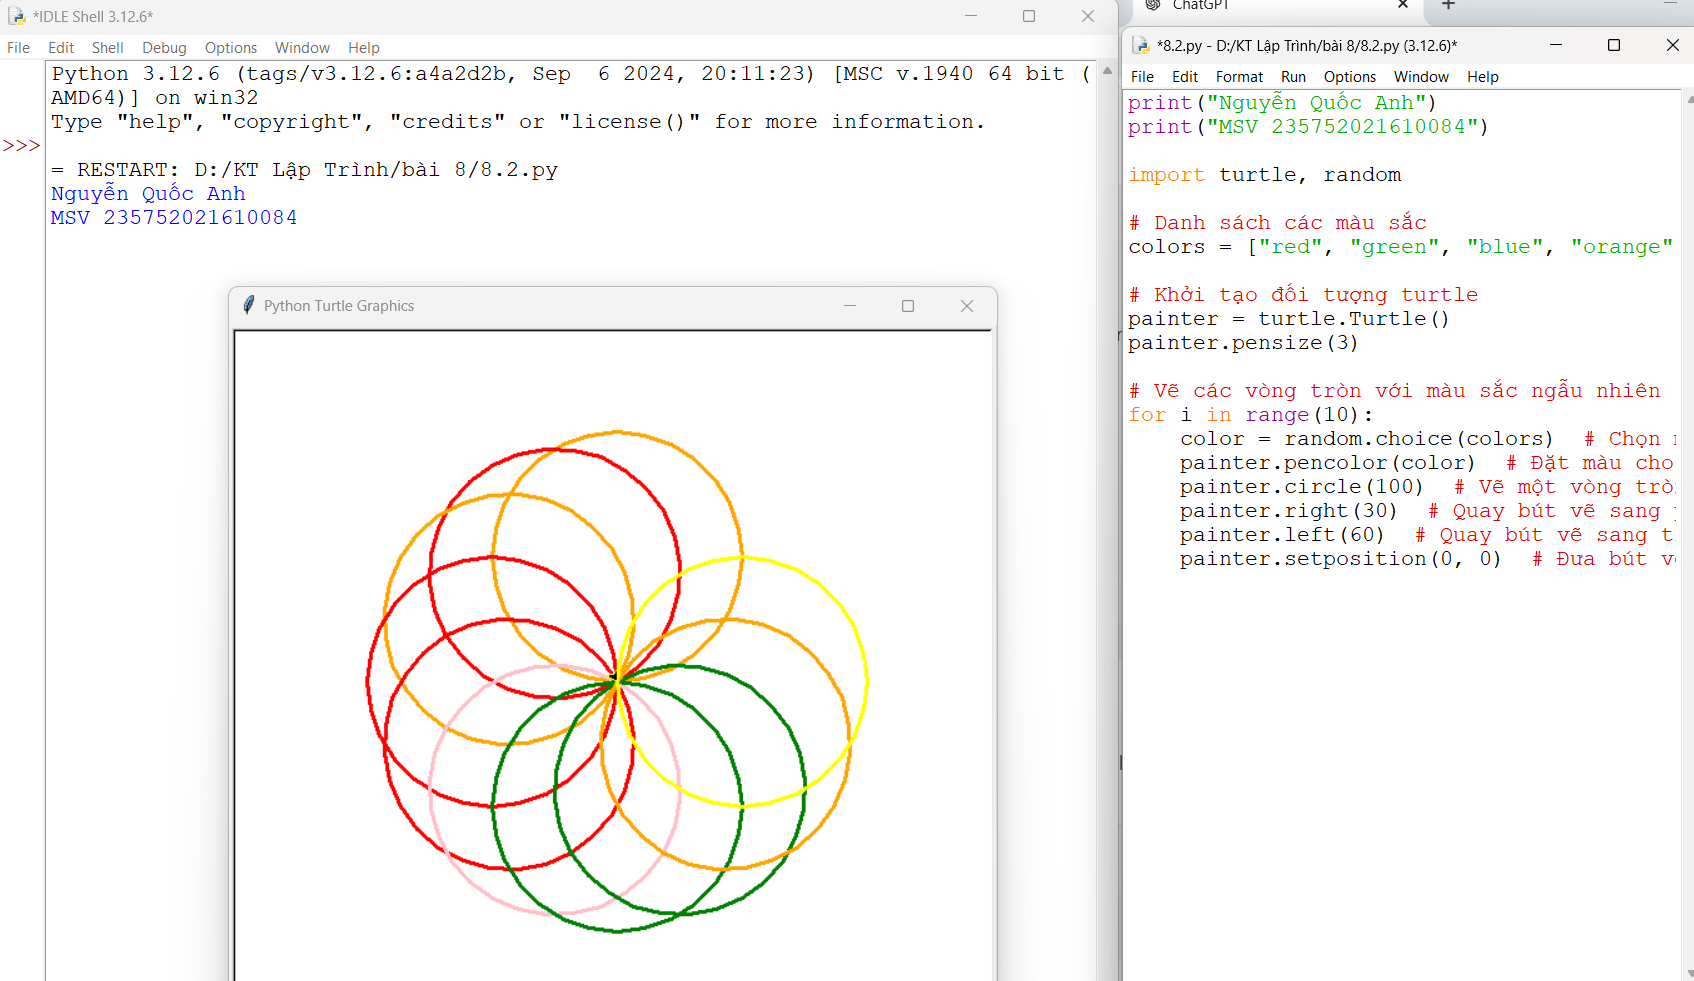 *IDLE Shell 3.12.6*
File Edit Shell Debug Options Window Help
Python 3.12.6 (tags/v3.12.6:a4a2d2b, Sep  6 2024, 20:11:23) [MSC v.1940 64 bit (
AMD64)] on win32
Type "help", "copyright", "credits" or "license()" for more information.
>>>
= RESTART: D:/KT Lập Trình/bài 8/8.2.py
Nguyễn Quốc Anh
MSV 235752021610084
Python Turtle Graphics
ChatGPT
*8.2.py - D:/KT Lập Trình/bài 8/8.2.py (3.12.6)*
File Edit Format Run Options Window Help
print("Nguyễn Quốc Anh")
print("MSV 235752021610084")
import turtle, random
# Danh sách các màu sắc
colors = ["red", "green", "blue", "orange"
# Khởi tạo đối tượng turtle
painter = turtle.Turtle()
painter.pensize(3)
# Vẽ các vòng tròn với màu sắc ngẫu nhiên
for i in range(10):
    color = random.choice(colors)  # Chọn
    painter.pencolor(color)  # Đặt màu cho
    painter.circle(100)  # Vẽ một vòng tròn
    painter.right(30)  # Quay bút vẽ sang
    painter.left(60)  # Quay bút vẽ sang
    painter.setposition(0, 0)  # Đưa bút